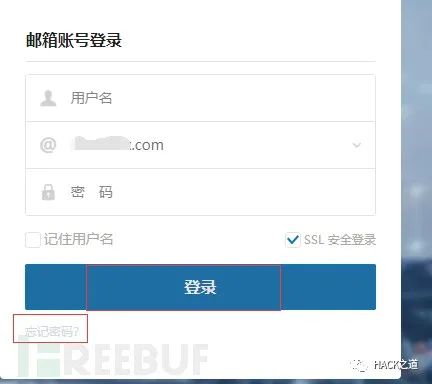 邮箱账号登录
用户名
@ .com
密 码
记住用户名 SSL 安全登录
登录
忘记密码?
FREEBUF
HACK之道